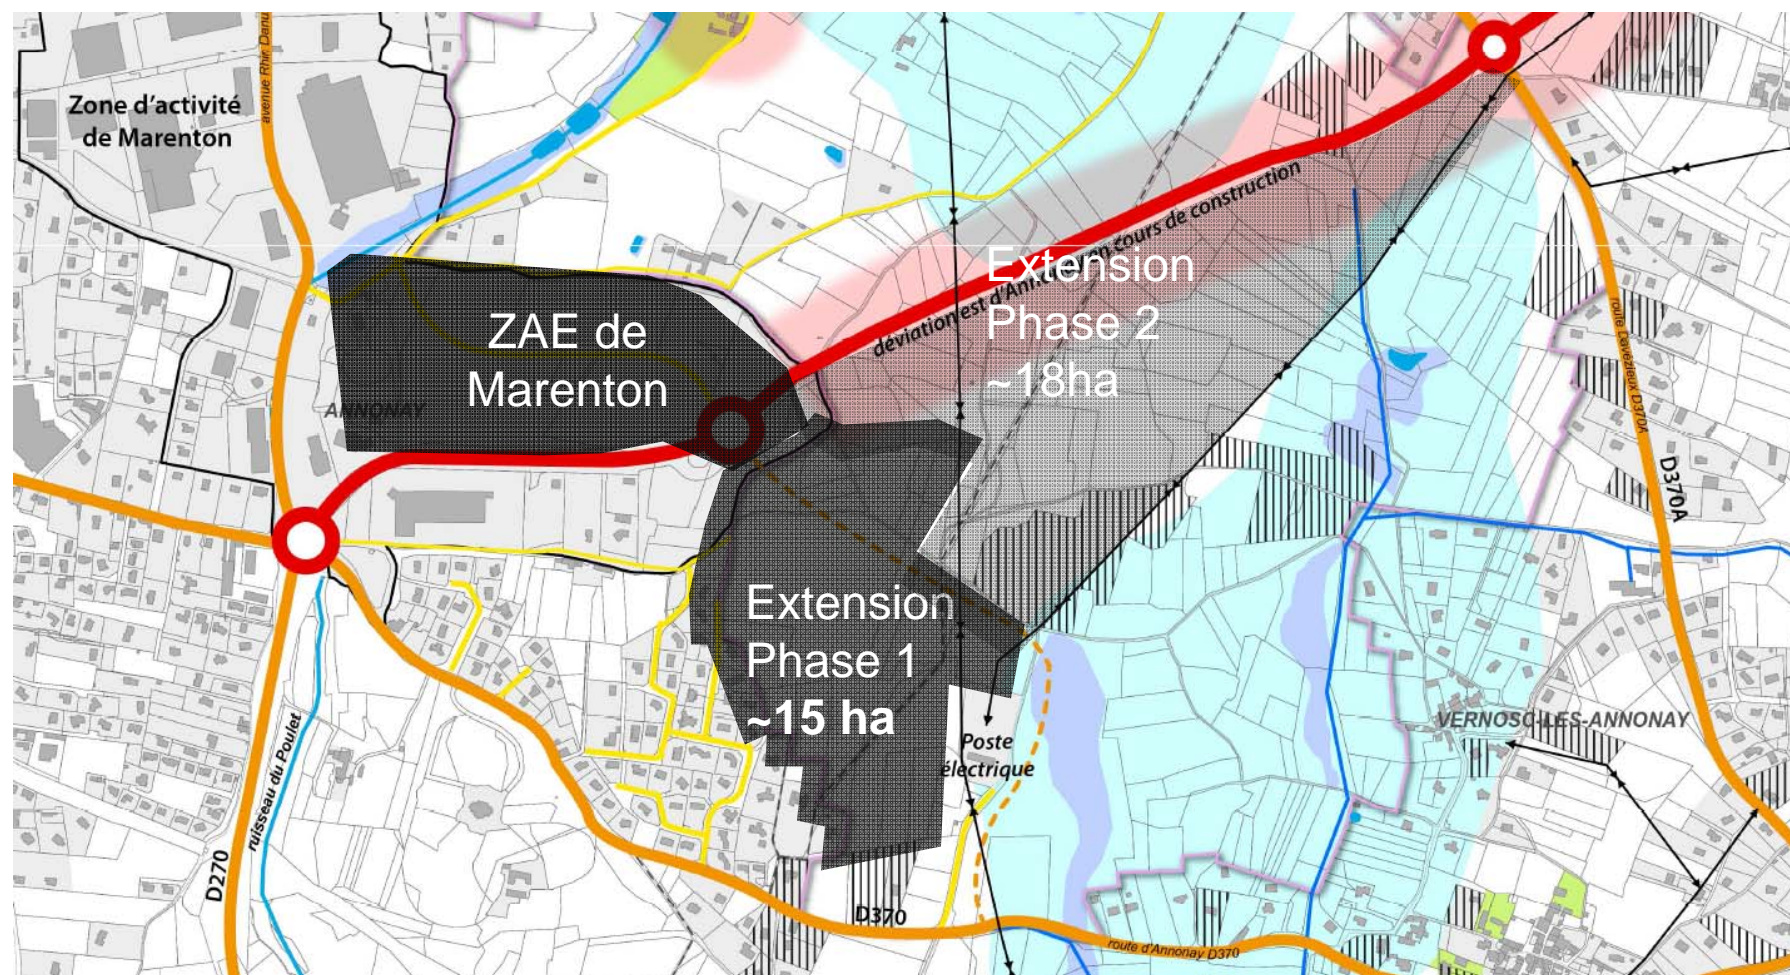 avenue Rhin Danu
Zone d'activité
de Marenton
ZAE de
Marenton
ANNONAY
déviation est d'Annonay en cours de construction
Extension
Phase 2
~18ha
route Davézieux D370A
D370A
Extension
Phase 1
~15 ha
Poste
électrique
VERNOSC-LES-ANNONAY
ruisseau du Poulet
D270
D370
route d'Annonay D370